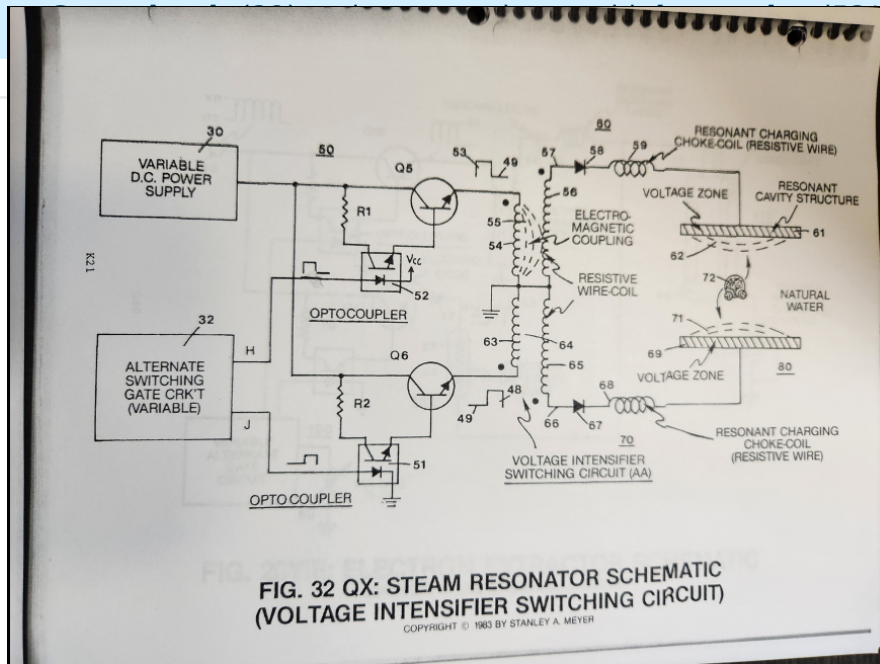 30
VARIABLE
D.C. POWER
SUPPLY
50
Q5
53
49
57
60
58
59
RESONANT CHARGING
CHOKE-COIL (RESISTIVE WIRE)
R1
55
54
56
ELECTRO-
MAGNETIC
COUPLING
VOLTAGE ZONE
RESONANT
CAVITY STRUCTURE
61
62
Vcc
52
OPTOCOUPLER
RESISTIVE
WIRE-COIL
72
NATURAL
WATER
K21
32
ALTERNATE
SWITCHING
GATE CRK'T
(VARIABLE)
H
J
Q6
63
64
65
71
69
VOLTAGE ZONE
80
R2
48
49
66
67
68
70
RESONANT CHARGING
CHOKE-COIL
(RESISTIVE WIRE)
51
OPTO COUPLER
VOLTAGE INTENSIFIER
SWITCHING CIRCUIT (AA)
FIG. 32 QX: STEAM RESONATOR SCHEMATIC
(VOLTAGE INTENSIFIER SWITCHING CIRCUIT)
COPYRIGHT © 1983 BY STANLEY A. MEYER